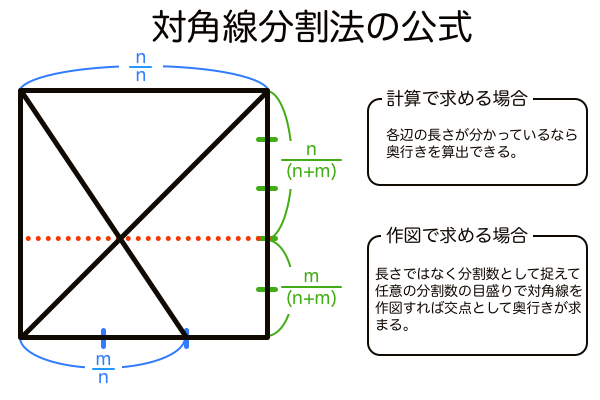 対角線分割法の公式
n
n
n
(n+m)
m
(n+m)
m
n
計算で求める場合
各辺の長さが分かっているなら
奥行きを算出できる。
作図で求める場合
長さではなく分割数として捉えて
任意の分割数の目盛りで対角線を
作図すれば交点として奥行きが求
まる。